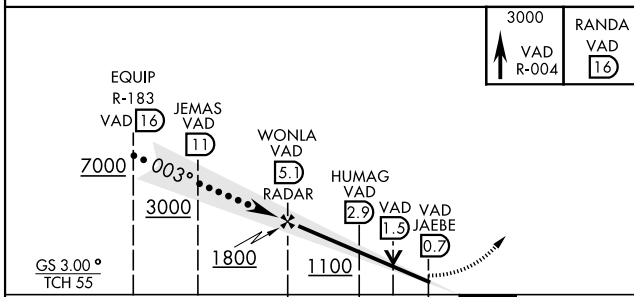 3000
VAD
R-004
RANDA
VAD
16
EQUIP
R-183
VAD 16
JEMAS
VAD
11
WONLA
VAD
5.1
RADAR
HUMAG
VAD
2.9
VAD
1.5
VAD
JAEBE
0.7
7000
003°
3000
1800
1100
GS 3.00°
TCH 55